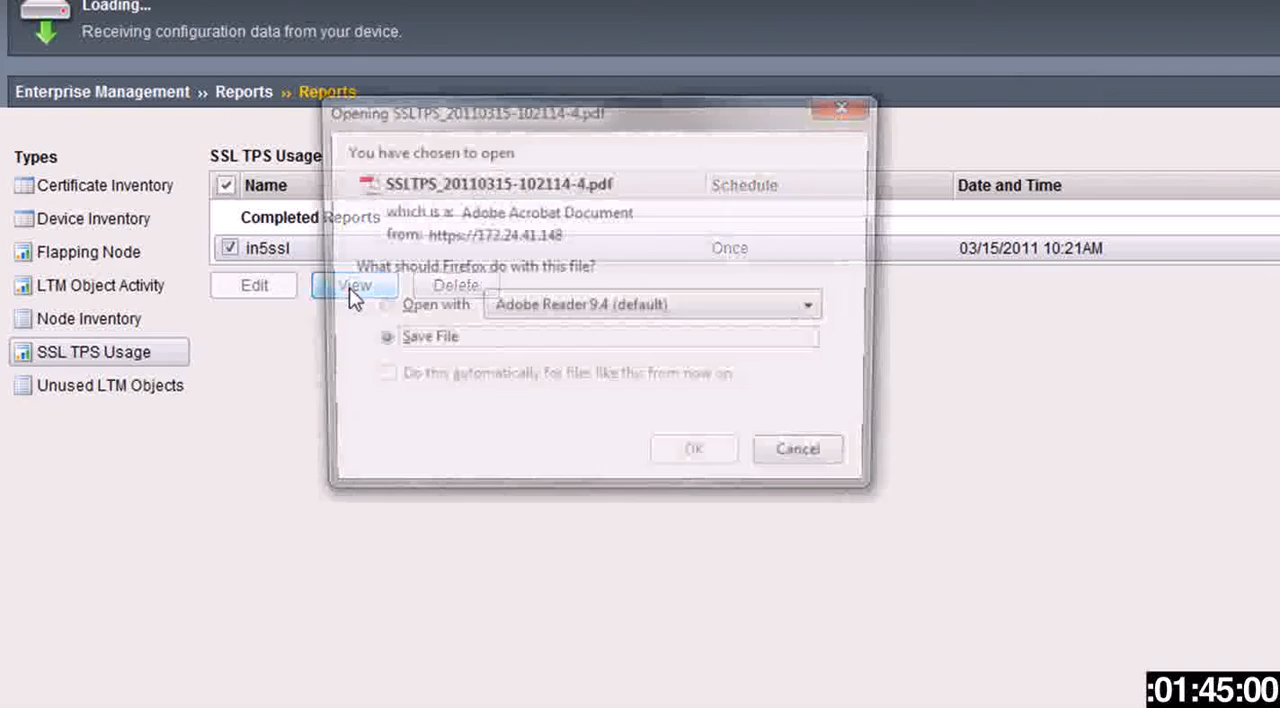 Loading...
Receiving configuration data from your device.
Enterprise Management » Reports » Reports
Opening SSLTPS_20110315-102114-4.pdf
You have chosen to open
SSLTPS_20110315-102114-4.pdf
which is a: Adobe Acrobat Document
from: https://172.24.41.148
What should Firefox do with this file?
Open with Adobe Reader 9.4 (default)
Save File
Do this automatically for files like this from now on.
OK Cancel
Types
Certificate Inventory
Device Inventory
Flapping Node
LTM Object Activity
Node Inventory
SSL TPS Usage
Unused LTM Objects
SSL TPS Usage
Name Schedule Date and Time
Completed Reports
in5ssl Once 03/15/2011 10:21AM
Edit View Delete
:01:45:00